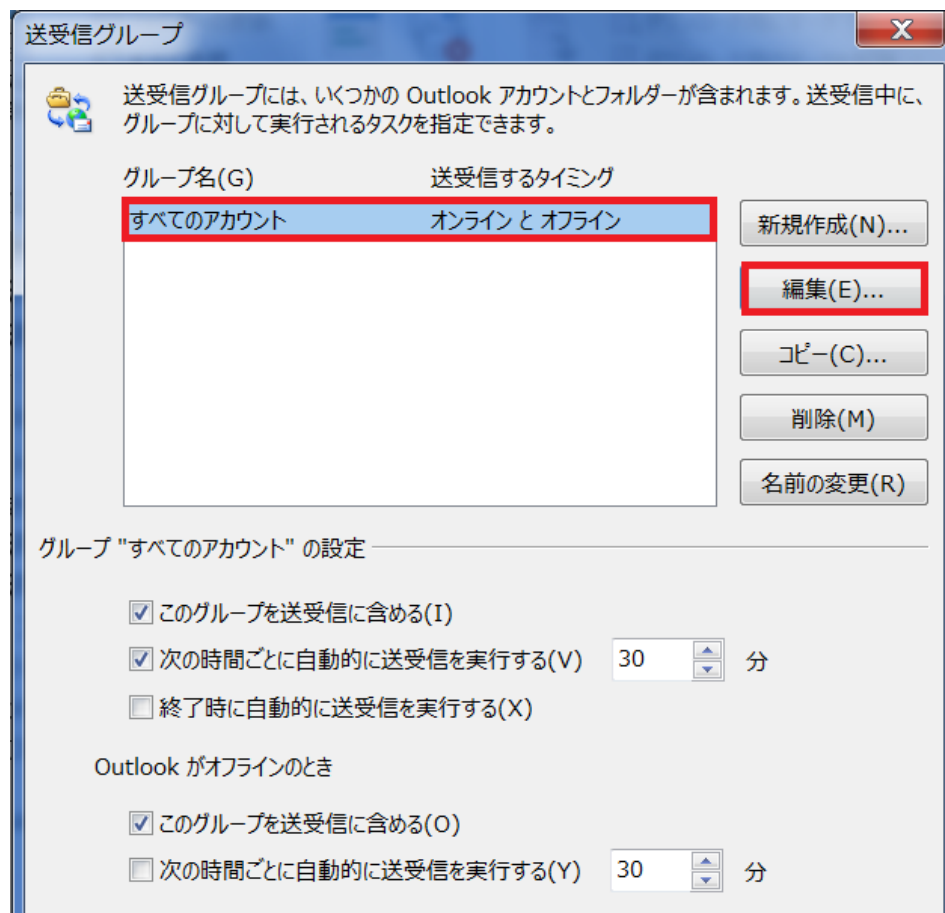 送受信グループ
送受信グループには、いくつかの Outlook アカウントとフォルダーが含まれます。送受信中に、
グループに対して実行されるタスクを指定できます。
グループ名(G) 送受信するタイミング
すべてのアカウント オンライン と オフライン
新規作成(N)...
編集(E)...
コピー(C)...
削除(M)
名前の変更(R)
グループ "すべてのアカウント" の設定
このグループを送受信に含める(I)
次の時間ごとに自動的に送受信を実行する(V) 30 分
終了時に自動的に送受信を実行する(X)
Outlook がオフラインのとき
このグループを送受信に含める(O)
次の時間ごとに自動的に送受信を実行する(Y) 30 分